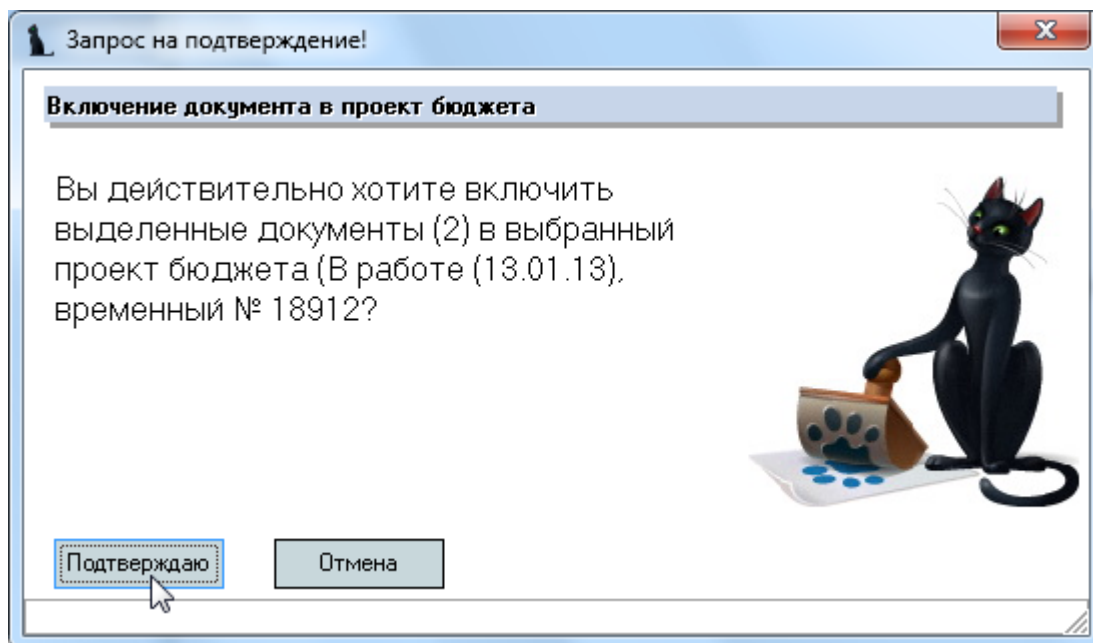 Запрос на подтверждение!
Включение документа в проект бюджета
Вы действительно хотите включить
выделенные документы (2) в выбранный
проект бюджета (В работе (13.01.13),
временный № 18912?
Подтверждаю
Отмена